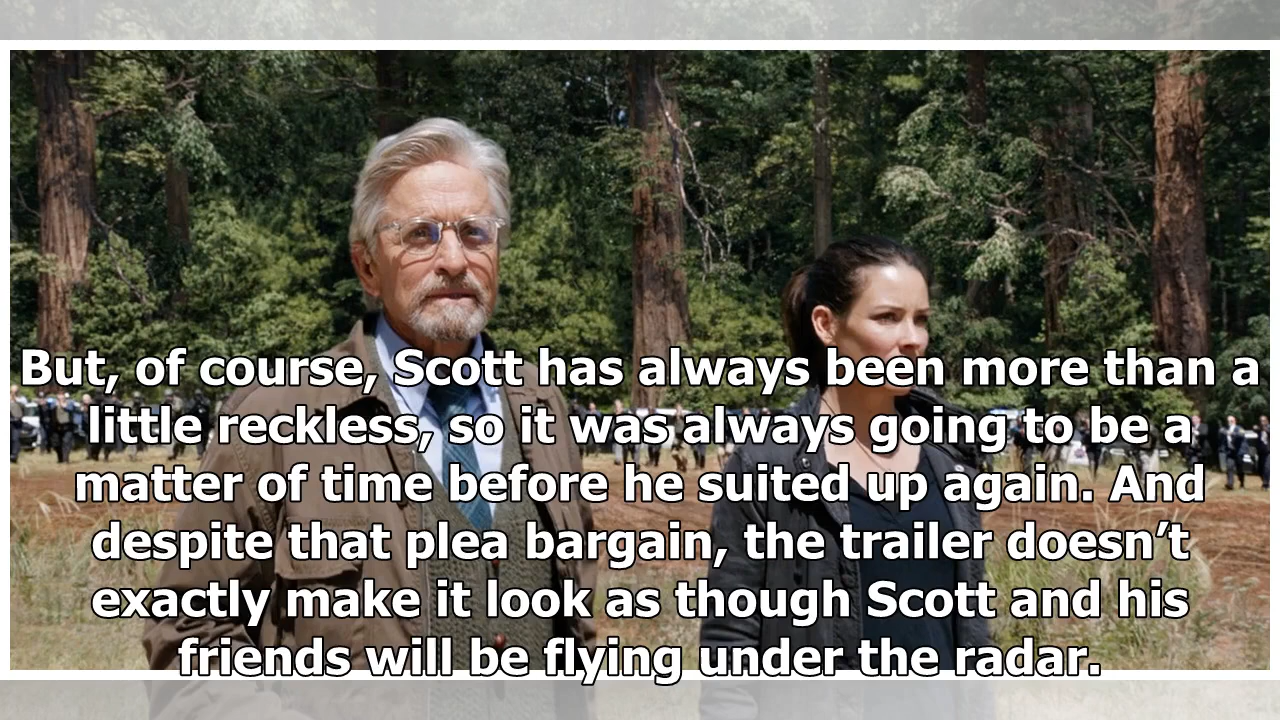 But, of course, Scott has always been more than a
little reckless, so it was always going to be a
matter of time before he suited up again. And
despite that plea bargain, the trailer doesn’t
exactly make it look as though Scott and his
friends will be flying under the radar.